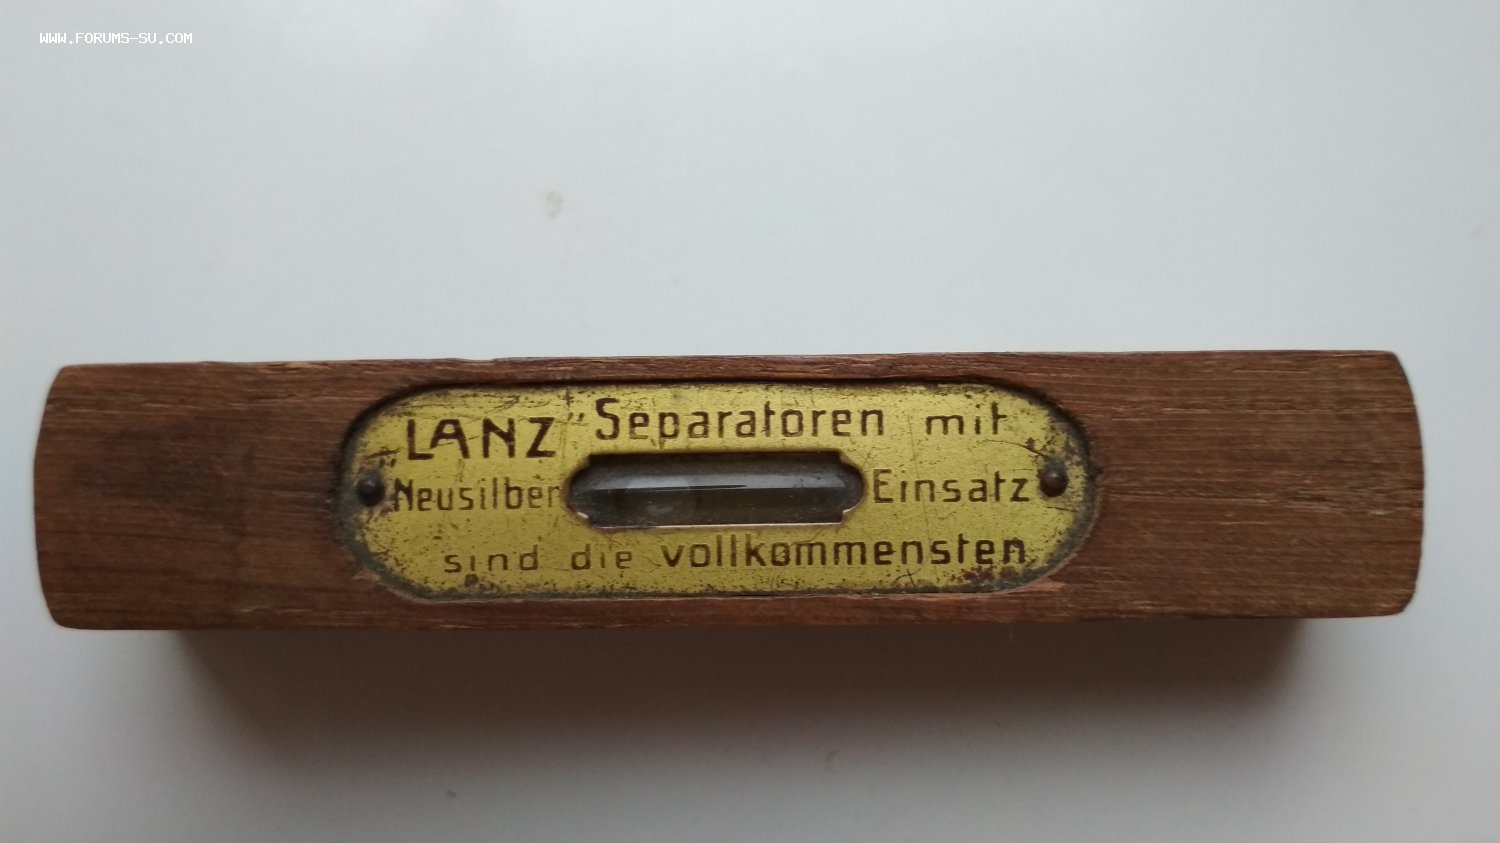 WWW.FORUMS-SU.COM
„LANZ“ Separatoren mit
Neusilber Einsatz
sind die vollkommensten